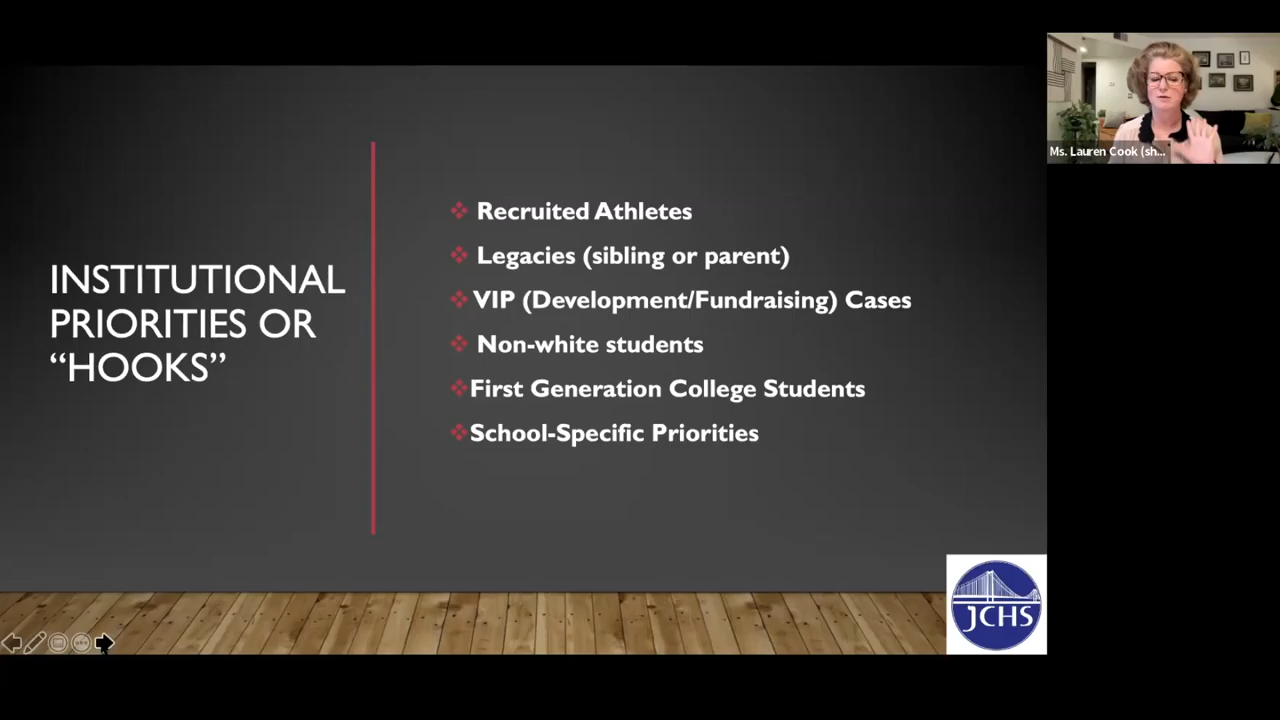 Ms. Lauren Cook (sh...
INSTITUTIONAL
PRIORITIES OR
“HOOKS”
Recruited Athletes
Legacies (sibling or parent)
VIP (Development/Fundraising) Cases
Non-white students
First Generation College Students
School-Specific Priorities
JCHS